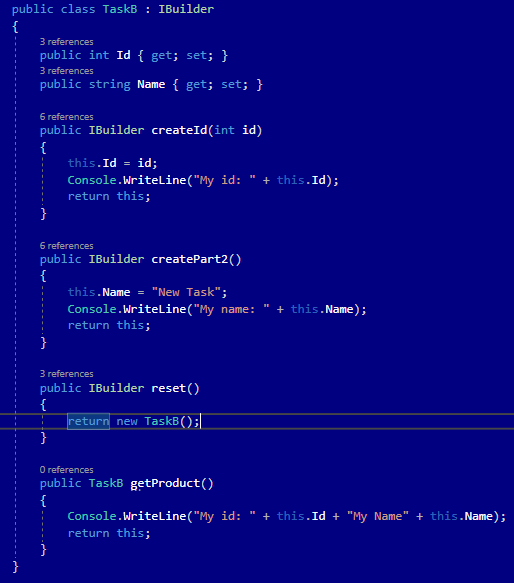 public class TaskB : IBuilder
{
3 references
public int Id { get; set; }
3 references
public string Name { get; set; }
6 references
public IBuilder createId(int id)
{
this.Id = id;
Console.WriteLine("My id: " + this.Id);
return this;
}
6 references
public IBuilder createPart2()
{
this.Name = "New Task";
Console.WriteLine("My name: " + this.Name);
return this;
}
3 references
public IBuilder reset()
{
return new TaskB();
}
0 references
public TaskB getProduct()
{
Console.WriteLine("My id: " + this.Id + "My Name" + this.Name);
return this;
}
}